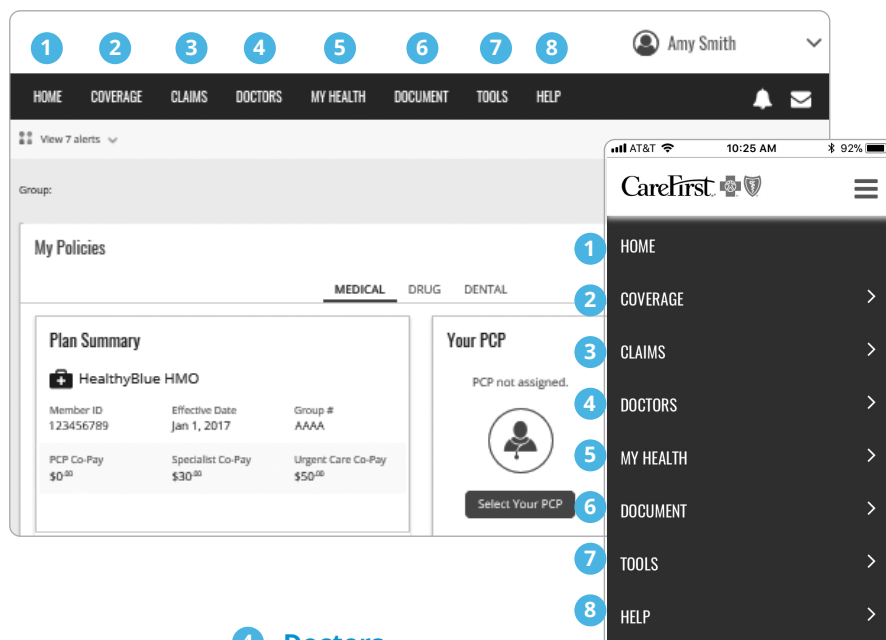 1 2 3 4 5 6 7 8
Amy Smith
HOME COVERAGE CLAIMS DOCTORS MY HEALTH DOCUMENT TOOLS HELP
View 7 alerts
Group:
My Policies
MEDICAL DRUG DENTAL
Plan Summary
HealthyBlue HMO
Member ID Effective Date Group #
123456789 Jan 1, 2017 AAAA
PCP Co-Pay Specialist Co-Pay Urgent Care Co-Pay
$0.00 $30.00 $50.00
Your PCP
PCP not assigned.
Select Your PCP
AT&T 10:25 AM 92%
CareFirst
1 HOME
2 COVERAGE
3 CLAIMS
4 DOCTORS
5 MY HEALTH
6 DOCUMENT
7 TOOLS
8 HELP
4 Doctors